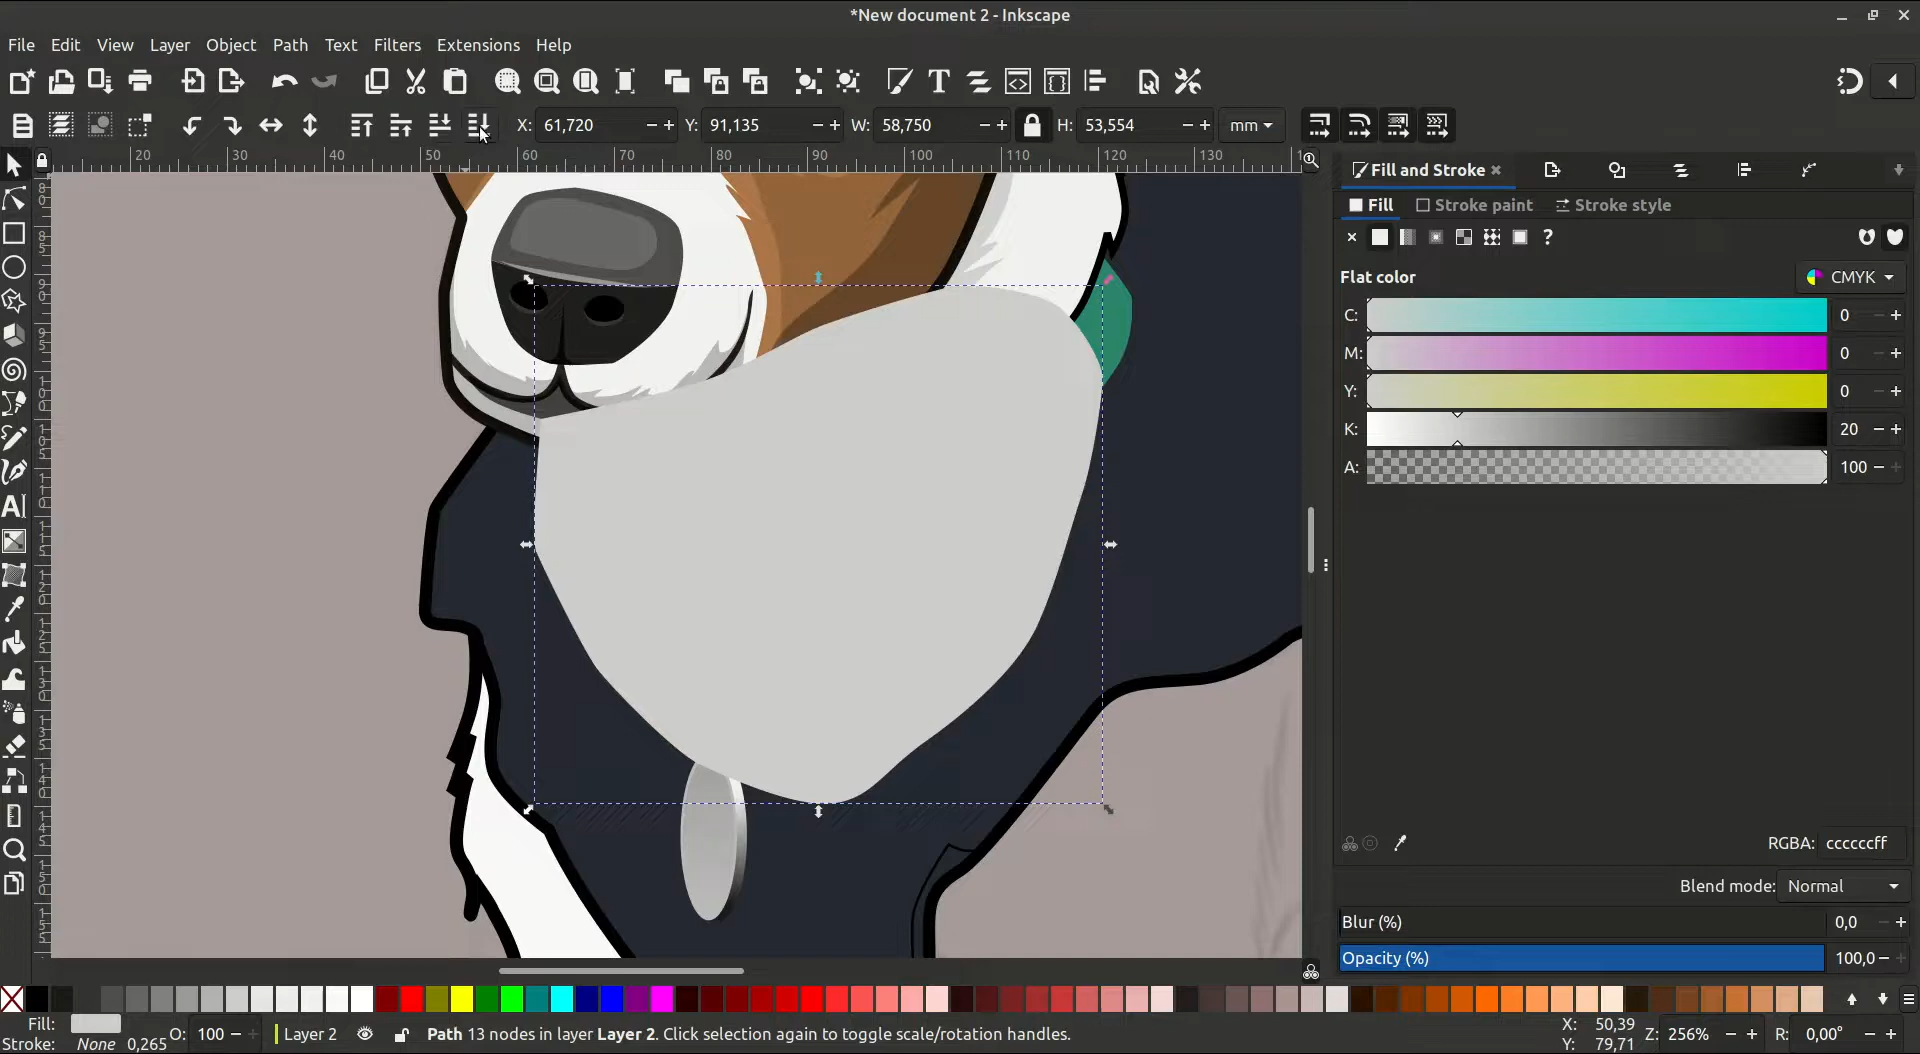 *New document 2 - Inkscape
File Edit View Layer Object Path Text Filters Extensions Help
X: 61,720 Y: 91,135 W: 58,750 H: 53,554 mm
20 30 40 50 60 70 80 90 100 110 120 130
Fill and Stroke
Fill Stroke paint Stroke style
?
Flat color CMYK
C: 0
M: 0
Y: 0
K: 20
A: 100
RGBA: ccccccff
Blend mode: Normal
Blur (%) 0,0
Opacity (%) 100,0
Fill: O: 100 Layer 2 Path 13 nodes in layer Layer 2. Click selection again to toggle scale/rotation handles. X: 50,39 Z: 256% R: 0,00°
Stroke: None 0,265 Y: 79,71